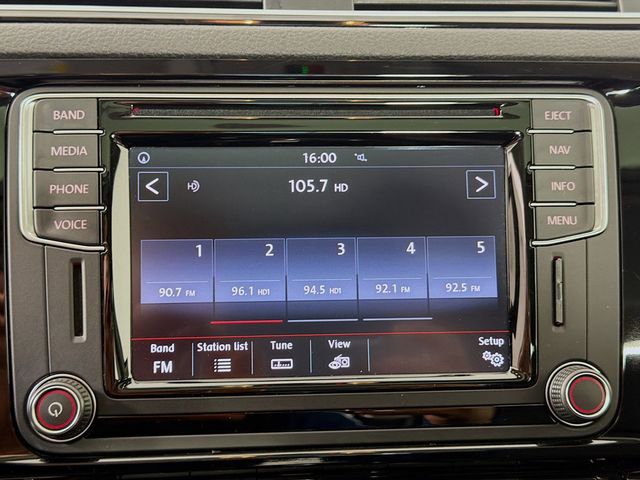 BAND
MEDIA
PHONE
VOICE
EJECT
NAV
INFO
MENU
16:00
105.7 HD
1 2 3 4 5
90.7 FM 96.1 HD1 94.5 HD1 92.1 FM 92.5 FM
Band Station list Tune View Setup
FM